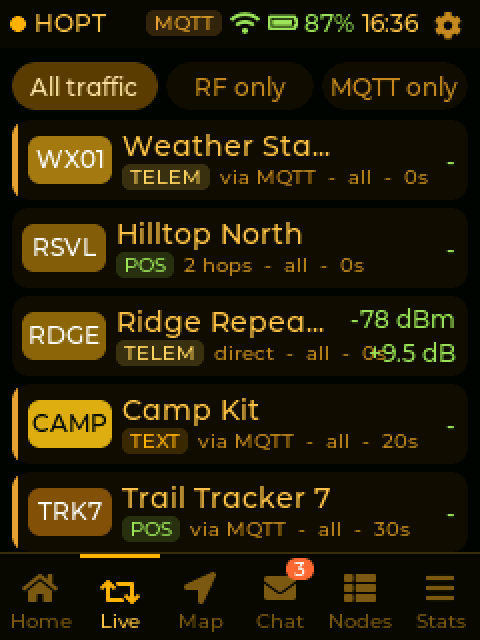 HOPT MQTT 87% 16:36
All traffic RF only MQTT only
WX01 Weather Sta... -
TELEM via MQTT - all - 0s
RSVL Hilltop North -
POS 2 hops - all - 0s
RDGE Ridge Repea... -78 dBm
TELEM direct - all - 0s +9.5 dB
CAMP Camp Kit -
TEXT via MQTT - all - 20s
TRK7 Trail Tracker 7 -
POS via MQTT - all - 30s
3
Home Live Map Chat Nodes Stats